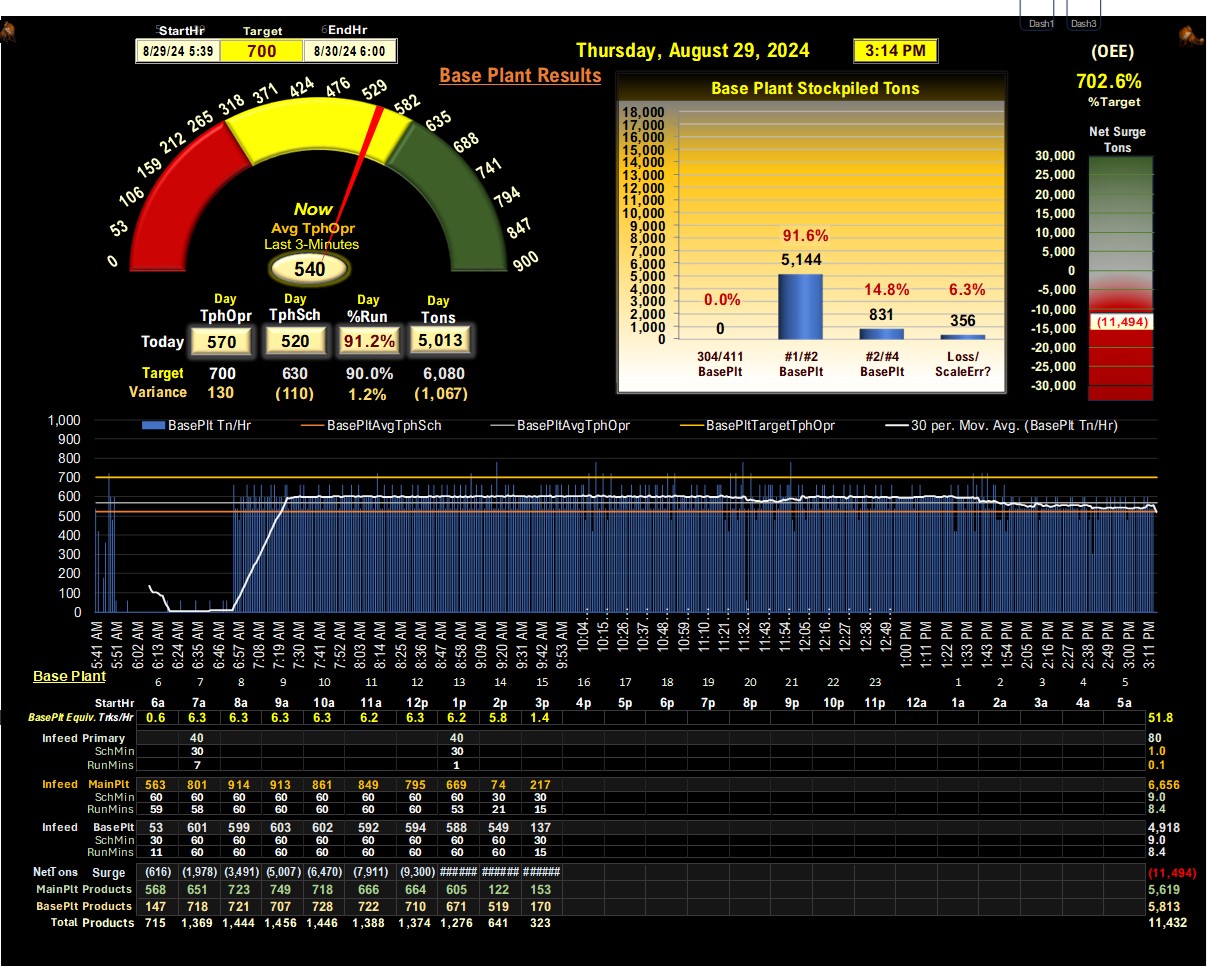 Dash1 Dash3
StartHr Target EndHr
8/29/24 5:39 700 8/30/24 6:00
Thursday, August 29, 2024 3:14 PM
(OEE)
702.6%
%Target
Base Plant Results
Base Plant Stockpiled Tons
Net Surge
Tons
0 53 106 159 212 265 318 371 424 476 529 582 635 688 741 794 847 900
Now
Avg TphOpr
Last 3-Minutes
540
Day Day Day Day
TphOpr TphSch %Run Tons
Today 570 520 91.2% 5,013
Target 700 630 90.0% 6,080
Variance 130 (110) 1.2% (1,067)
18,000
17,000
16,000
15,000
14,000
13,000
12,000
11,000
10,000
9,000
8,000
7,000
6,000
5,000
4,000
3,000
2,000
1,000
0
0.0% 91.6% 14.8% 6.3%
0 5,144 831 356
304/411 #1/#2 #2/#4 Loss/
BasePlt BasePlt BasePlt ScaleErr?
30,000
25,000
20,000
15,000
10,000
5,000
0
-5,000
-10,000
(11,494)
-15,000
-20,000
-25,000
-30,000
BasePlt Tn/Hr BasePltAvgTphSch BasePltAvgTphOpr BasePltTargetTphOpr 30 per. Mov. Avg. (BasePlt Tn/Hr)
1,000
900
800
700
600
500
400
300
200
100
0
5:41 AM 5:51 AM 6:02 AM 6:13 AM 6:24 AM 6:35 AM 6:46 AM 6:57 AM 7:08 AM 7:19 AM 7:30 AM 7:41 AM 7:52 AM 8:03 AM 8:14 AM 8:25 AM 8:36 AM 8:47 AM 8:58 AM 9:09 AM 9:20 AM 9:31 AM 9:42 AM 9:53 AM 10:04... 10:15... 10:26... 10:37... 10:48... 10:59... 11:10... 11:21... 11:32... 11:43... 11:54... 12:05... 12:16... 12:27... 12:38... 12:49... 1:00 PM 1:11 PM 1:22 PM 1:33 PM 1:43 PM 1:54 PM 2:05 PM 2:16 PM 2:27 PM 2:38 PM 2:49 PM 3:00 PM 3:11 PM
Base Plant
6 7 8 9 10 11 12 13 14 15 16 17 18 19 20 21 22 23 1 2 3 4 5
StartHr 6a 7a 8a 9a 10a 11a 12p 1p 2p 3p 4p 5p 6p 7p 8p 9p 10p 11p 12a 1a 2a 3a 4a 5a
BasePlt Equiv. Trks/Hr 0.6 6.3 6.3 6.3 6.3 6.2 6.3 6.2 5.8 1.4 51.8
Infeed Primary 40 40 80
SchMin 30 30 1.0
RunMins 7 1 0.1
Infeed MainPlt 563 801 914 913 861 849 795 669 74 217 6,656
SchMin 60 60 60 60 60 60 60 60 30 30 9.0
RunMins 59 58 60 60 60 60 60 53 21 15 8.4
Infeed BasePlt 53 601 599 603 602 592 594 588 549 137 4,918
SchMin 30 60 60 60 60 60 60 60 60 30 9.0
RunMins 11 60 60 60 60 60 60 60 60 15 8.4
NetTons Surge (616) (1,978) (3,491) (5,007) (6,470) (7,911) (9,300) ###### ###### ###### (11,494)
MainPlt Products 568 651 723 749 718 666 664 605 122 153 5,619
BasePlt Products 147 718 721 707 728 722 710 671 519 170 5,813
Total Products 715 1,369 1,444 1,456 1,446 1,388 1,374 1,276 641 323 11,432